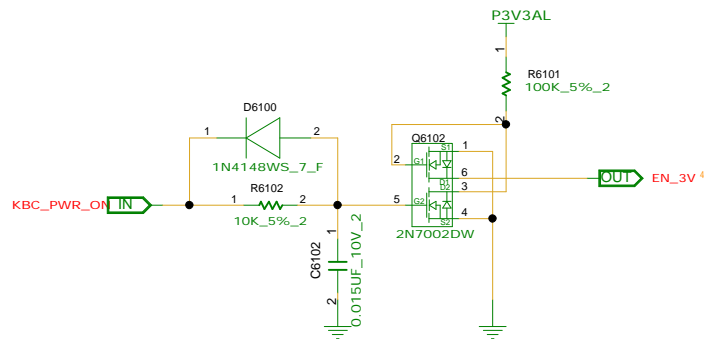 P3V3AL
1
R6101
100K_5%_2
2
D6100
1
2
1N4148WS_7_F
Q6102
S1
1
2
G1
6
D1
D2
3
5
G2
4
S2
2N7002DW
OUT
EN_3V
4
KBC_PWR_ON
IN
R6102
1
2
10K_5%_2
1
C6102
2
0.015UF_10V_2